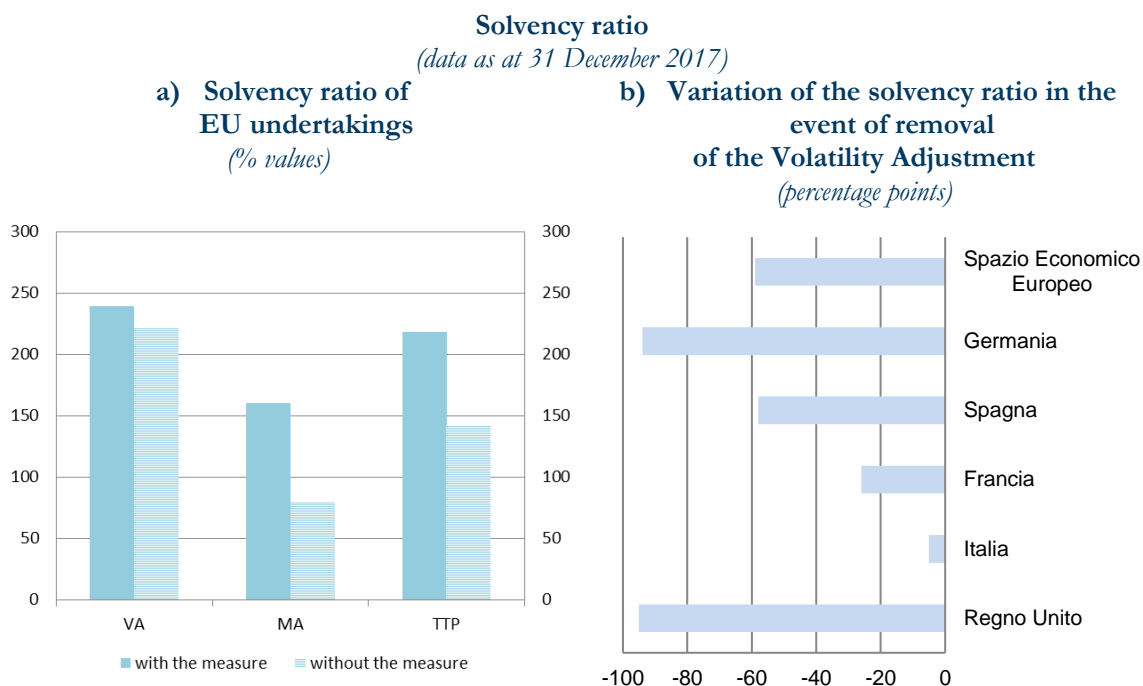 Solvency ratio
(data as at 31 December 2017)
a) Solvency ratio of
EU undertakings
(% values)
300
250
200
150
100
50
0
300
250
200
150
100
50
0
VA
MA
TTP
with the measure
without the measure
b) Variation of the solvency ratio in the
event of removal
of the Volatility Adjustment
(percentage points)
Spazio Economico
Europeo
Germania
Spagna
Francia
Italia
Regno Unito
-100 -80 -60 -40 -20 0